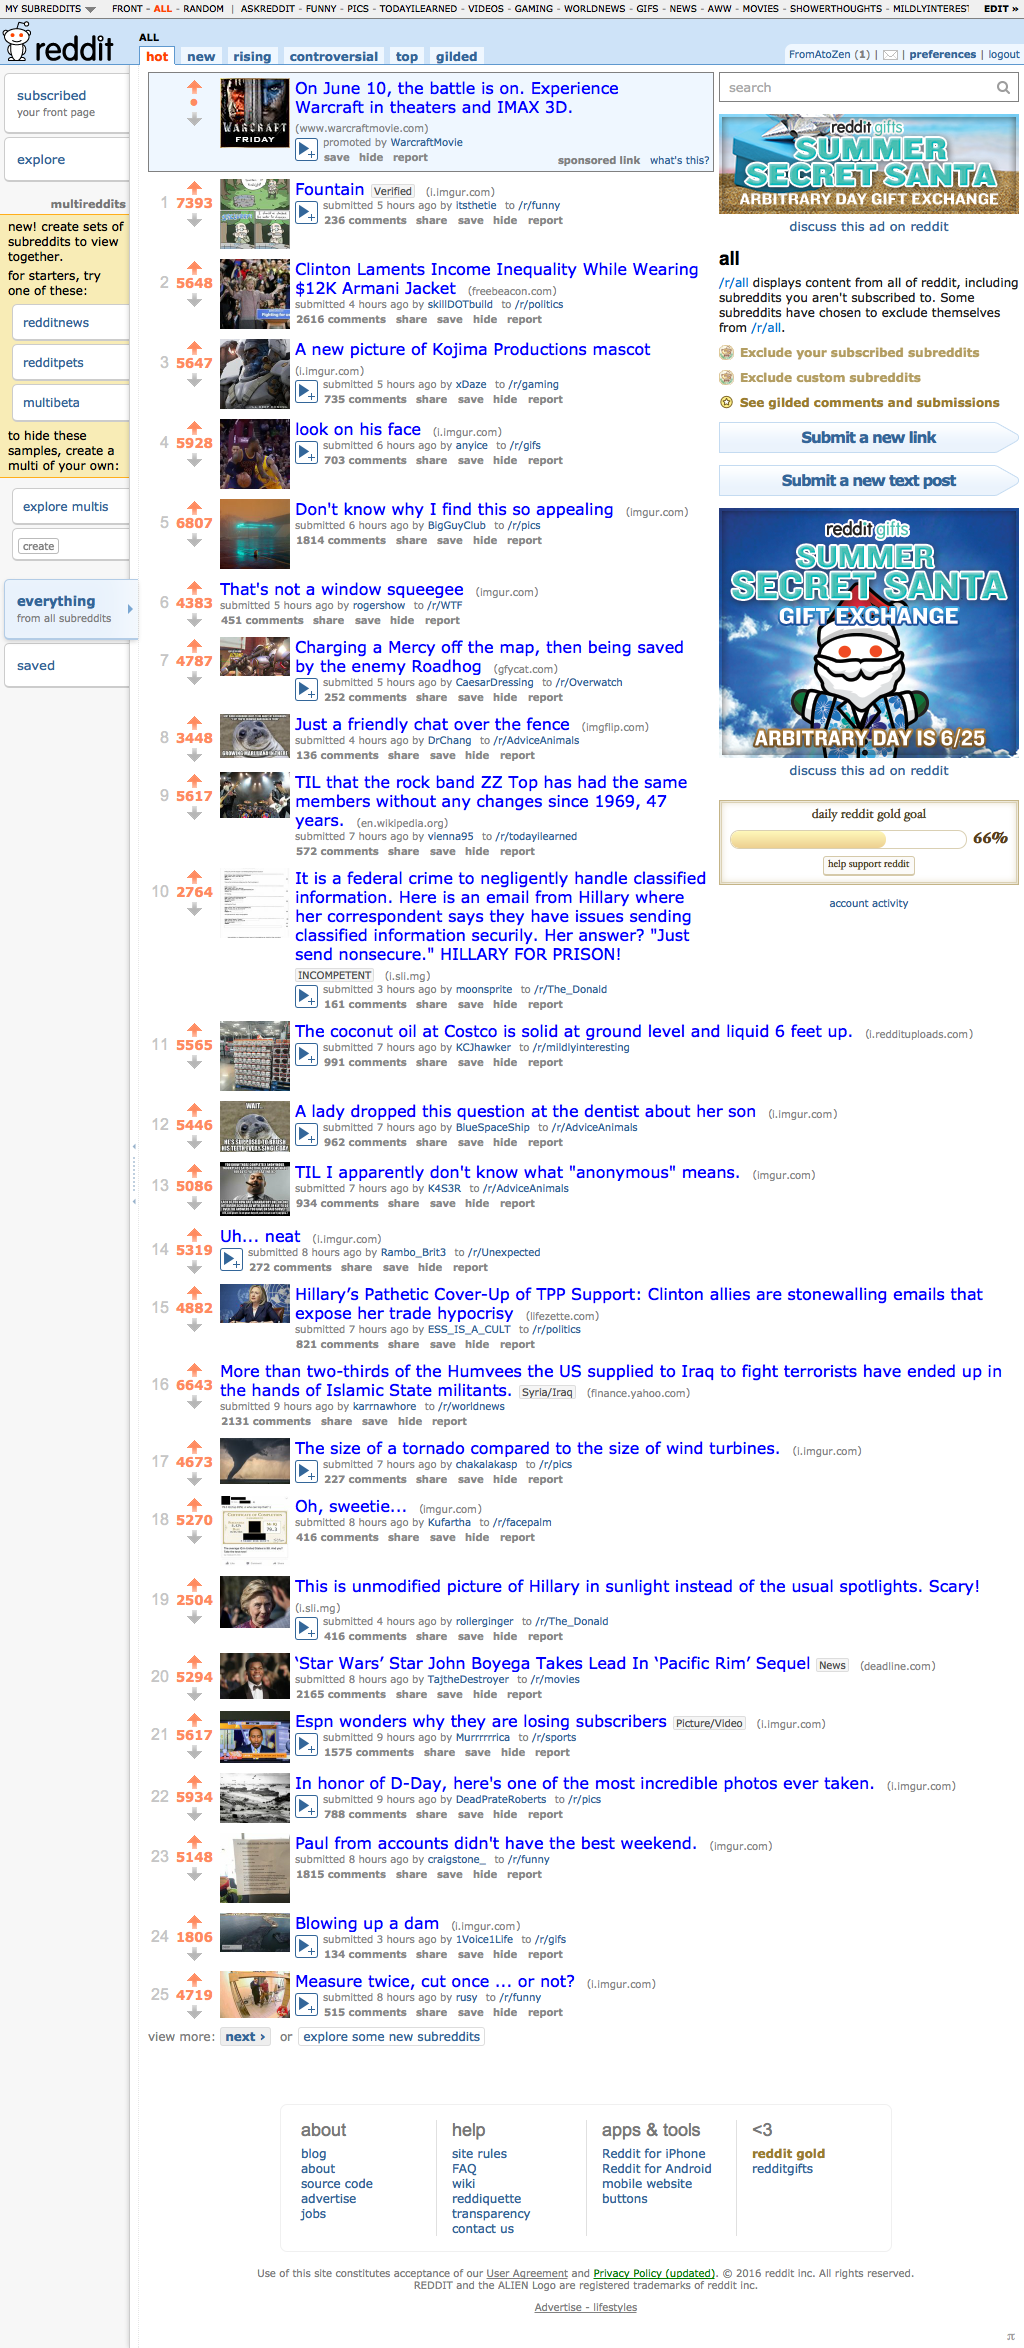 MY SUBREDDITS FRONT - ALL - RANDOM | ASKREDDIT - FUNNY - PICS - TODAYILEARNED - VIDEOS - GAMING - WORLDNEWS - GIFS - NEWS - AWW - MOVIES - SHOWERTHOUGHTS - MILDLYINTEREST EDIT »
reddit ALL
hot new rising controversial top gilded
FromAtoZen (1) | preferences | logout
subscribed
your front page
explore
multireddits
new! create sets of
subreddits to view
together.
for starters, try
one of these:
redditnews
redditpets
multibeta
to hide these
samples, create a
multi of your own:
explore multis
create
everything
from all subreddits
saved
WARCRAFT
FRIDAY
On June 10, the battle is on. Experience
Warcraft in theaters and IMAX 3D.
(www.warcraftmovie.com)
promoted by WarcraftMovie
save hide report
sponsored link what's this?
1 7393
Fountain Verified (i.imgur.com)
submitted 5 hours ago by itsthetie to /r/funny
236 comments share save hide report
2 5648
Clinton Laments Income Inequality While Wearing
$12K Armani Jacket (freebeacon.com)
submitted 4 hours ago by skillDOTbuild to /r/politics
2616 comments share save hide report
3 5647
A new picture of Kojima Productions mascot
(i.imgur.com)
submitted 5 hours ago by xDaze to /r/gaming
735 comments share save hide report
4 5928
look on his face (i.imgur.com)
submitted 6 hours ago by anyice to /r/gifs
703 comments share save hide report
5 6807
Don't know why I find this so appealing (imgur.com)
submitted 6 hours ago by BigGuyClub to /r/pics
1814 comments share save hide report
6 4383
That's not a window squeegee (imgur.com)
submitted 5 hours ago by rogershow to /r/WTF
451 comments share save hide report
7 4787
Charging a Mercy off the map, then being saved
by the enemy Roadhog (gfycat.com)
submitted 5 hours ago by CaesarDressing to /r/Overwatch
252 comments share save hide report
8 3448
Just a friendly chat over the fence (imgflip.com)
submitted 4 hours ago by DrChang to /r/AdviceAnimals
136 comments share save hide report
9 5617
TIL that the rock band ZZ Top has had the same
members without any changes since 1969, 47
years. (en.wikipedia.org)
submitted 7 hours ago by vienna95 to /r/todayilearned
572 comments share save hide report
10 2764
It is a federal crime to negligently handle classified
information. Here is an email from Hillary where
her correspondent says they have issues sending
classified information securily. Her answer? "Just
send nonsecure." HILLARY FOR PRISON!
INCOMPETENT (i.sli.mg)
submitted 3 hours ago by moonsprite to /r/The_Donald
161 comments share save hide report
11 5565
The coconut oil at Costco is solid at ground level and liquid 6 feet up. (i.reddituploads.com)
submitted 7 hours ago by KCJhawker to /r/mildlyinteresting
991 comments share save hide report
12 5446
WAIT
HE'S SUPPOSED TO BRUSH
HIS TEETH EVERY SINGLE DAY
A lady dropped this question at the dentist about her son (i.imgur.com)
submitted 7 hours ago by BlueSpaceShip to /r/AdviceAnimals
962 comments share save hide report
13 5086
TIL I apparently don't know what "anonymous" means. (imgur.com)
submitted 7 hours ago by K4S3R to /r/AdviceAnimals
934 comments share save hide report
14 5319
Uh... neat (i.imgur.com)
submitted 8 hours ago by Rambo_Brit3 to /r/Unexpected
272 comments share save hide report
15 4882
Hillary’s Pathetic Cover-Up of TPP Support: Clinton allies are stonewalling emails that
expose her trade hypocrisy (lifezette.com)
submitted 7 hours ago by ESS_IS_A_CULT to /r/politics
821 comments share save hide report
16 6643
More than two-thirds of the Humvees the US supplied to Iraq to fight terrorists have ended up in
the hands of Islamic State militants. Syria/Iraq (finance.yahoo.com)
submitted 9 hours ago by karrnawhore to /r/worldnews
2131 comments share save hide report
17 4673
The size of a tornado compared to the size of wind turbines. (i.imgur.com)
submitted 7 hours ago by chakalakasp to /r/pics
227 comments share save hide report
18 5270
Oh, sweetie... (imgur.com)
submitted 8 hours ago by Kufartha to /r/facepalm
416 comments share save hide report
19 2504
This is unmodified picture of Hillary in sunlight instead of the usual spotlights. Scary!
(i.sli.mg)
submitted 4 hours ago by rollerginger to /r/The_Donald
416 comments share save hide report
20 5294
‘Star Wars’ Star John Boyega Takes Lead In ‘Pacific Rim’ Sequel News (deadline.com)
submitted 8 hours ago by TajtheDestroyer to /r/movies
2165 comments share save hide report
21 5617
Espn wonders why they are losing subscribers Picture/Video (i.imgur.com)
submitted 9 hours ago by Murrrrrrica to /r/sports
1575 comments share save hide report
22 5934
In honor of D-Day, here's one of the most incredible photos ever taken. (i.imgur.com)
submitted 9 hours ago by DeadPrateRoberts to /r/pics
788 comments share save hide report
23 5148
Paul from accounts didn't have the best weekend. (imgur.com)
submitted 8 hours ago by craigstone_ to /r/funny
1815 comments share save hide report
24 1806
Blowing up a dam (i.imgur.com)
submitted 3 hours ago by 1Voice1Life to /r/gifs
134 comments share save hide report
25 4719
Measure twice, cut once ... or not? (i.imgur.com)
submitted 8 hours ago by rusy to /r/funny
515 comments share save hide report
view more: next › or explore some new subreddits
search
reddit gifts
SUMMER
SECRET SANTA
ARBITRARY DAY GIFT EXCHANGE
discuss this ad on reddit
all
/r/all displays content from all of reddit, including
subreddits you aren't subscribed to. Some
subreddits have chosen to exclude themselves
from /r/all.
Exclude your subscribed subreddits
Exclude custom subreddits
See gilded comments and submissions
Submit a new link
Submit a new text post
reddit gifts
SUMMER
SECRET SANTA
GIFT EXCHANGE
ARBITRARY DAY IS 6/25
discuss this ad on reddit
daily reddit gold goal
66%
help support reddit
account activity
about
blog
about
source code
advertise
jobs
help
site rules
FAQ
wiki
reddiquette
transparency
contact us
apps & tools
Reddit for iPhone
Reddit for Android
mobile website
buttons
<3
reddit gold
redditgifts
Use of this site constitutes acceptance of our User Agreement and Privacy Policy (updated). © 2016 reddit inc. All rights reserved.
REDDIT and the ALIEN Logo are registered trademarks of reddit inc.
Advertise - lifestyles
π